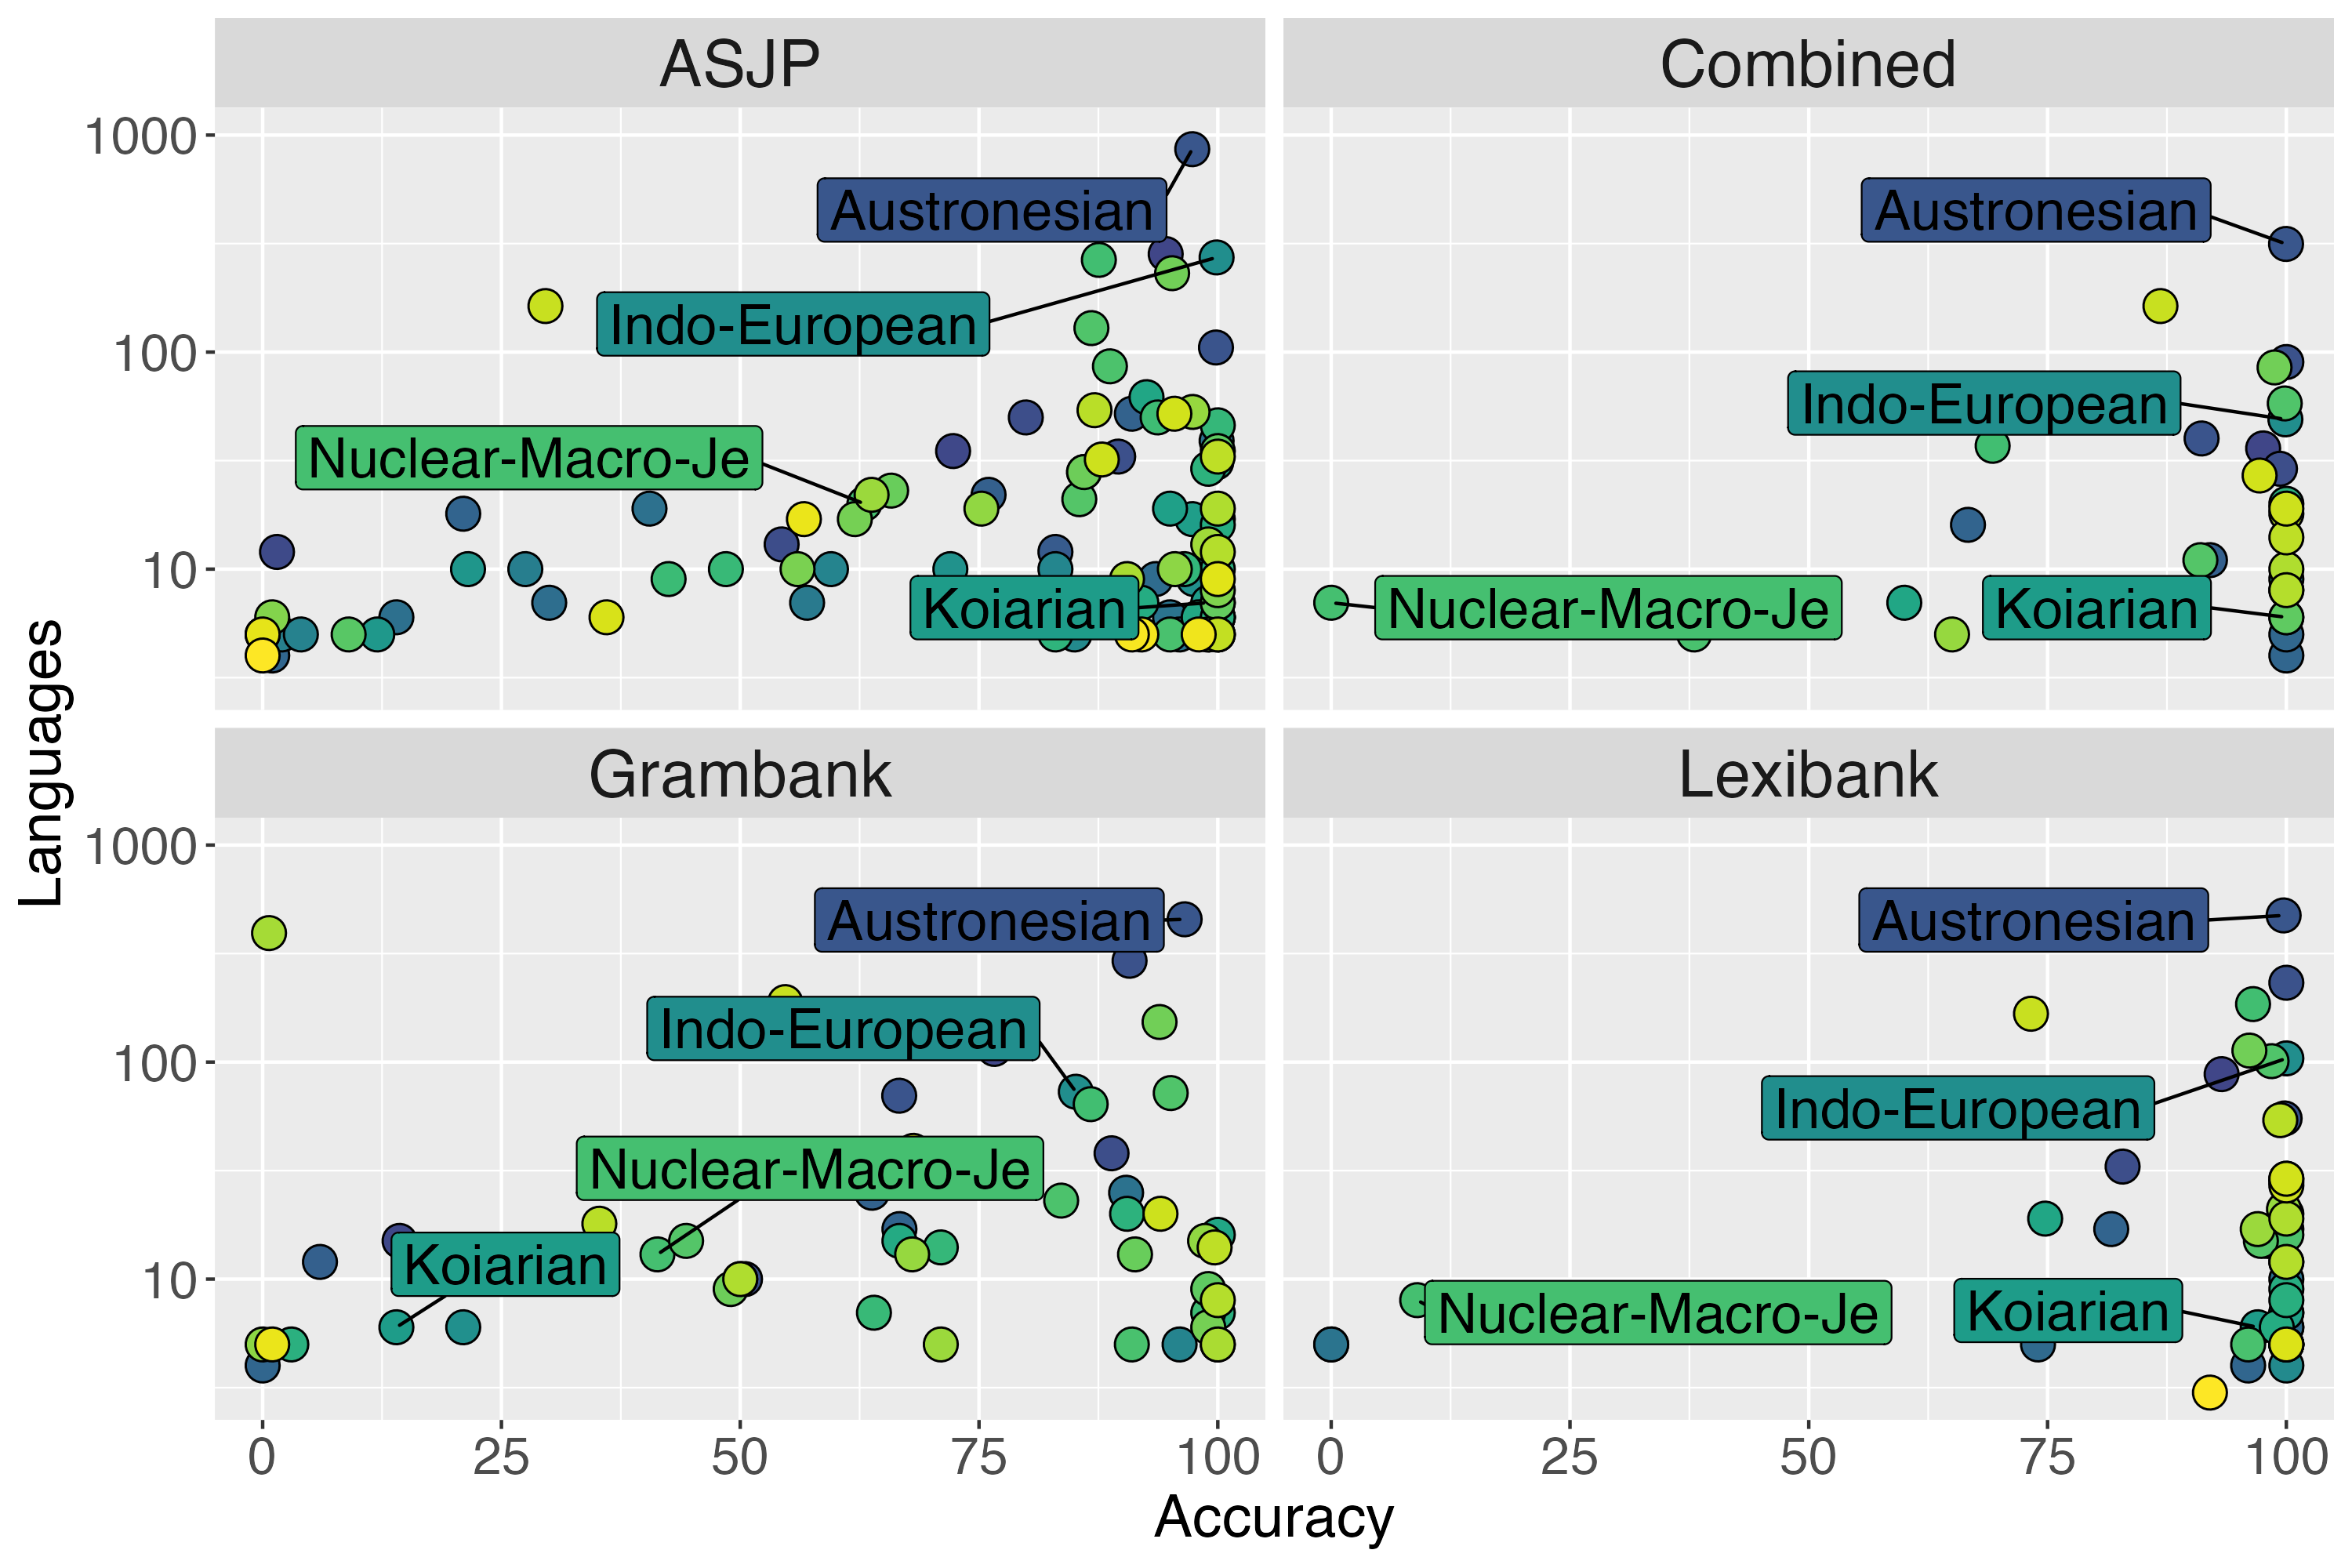 ASJP
Combined
1000
100
10
Austronesian
Indo-European
Nuclear-Macro-Je
Koiarian
Austronesian
Indo-European
Nuclear-Macro-Je
Koiarian
Languages
Grambank
Lexibank
1000
100
10
Austronesian
Indo-European
Nuclear-Macro-Je
Koiarian
Austronesian
Indo-European
Nuclear-Macro-Je
Koiarian
0 25 50 75 100
0 25 50 75 100
Accuracy